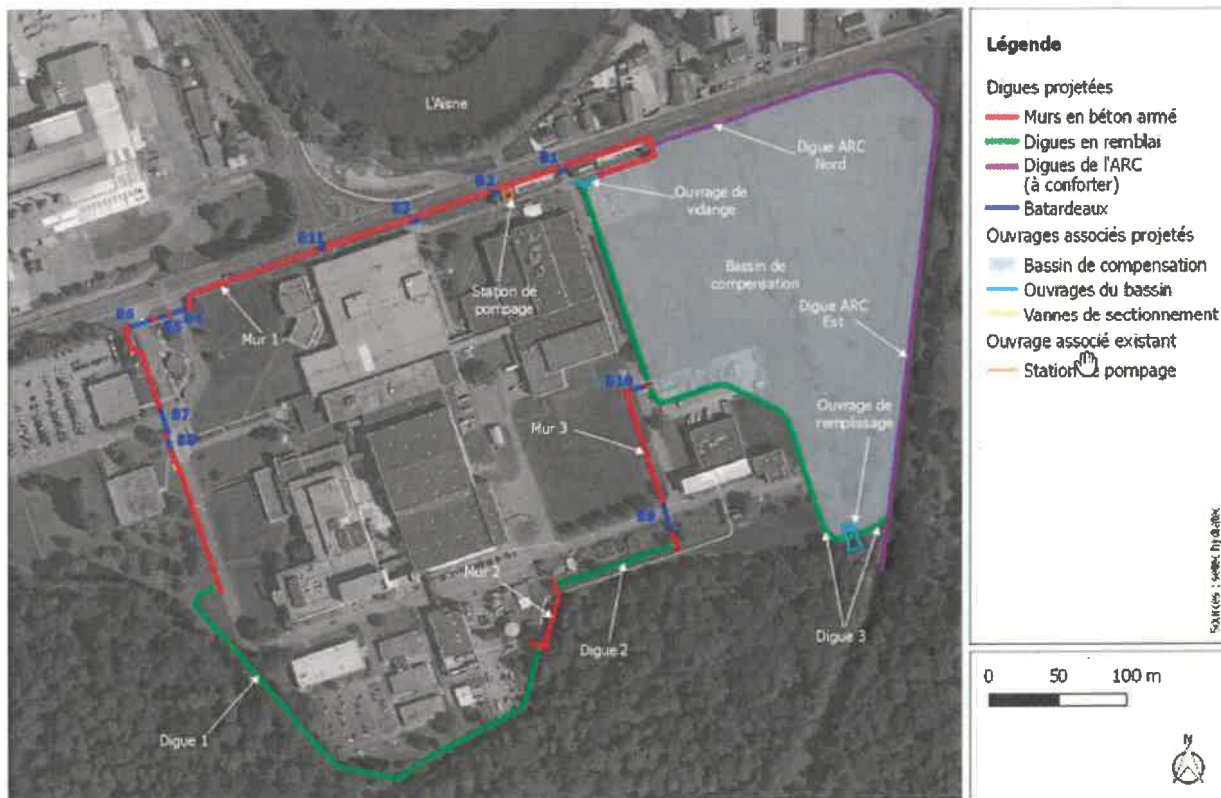 L'Aisne
Digue ARC
Nord
B1
B2
Ouvrage de
vidange
B3
B11
Station de
pompage
Bassin de
compensation
Digue ARC
Est
B6
B5
B4
Mur 1
B10
Ouvrage de
remplissage
B7
Mur 3
B8
B9
Mur 2
Digue 2
Digue 3
Digue 1
Légende
Digues projetées
Murs en béton armé
Digues en remblai
Digues de l'ARC
(à conforter)
Batardeaux
Ouvrages associés projetés
Bassin de compensation
Ouvrages du bassin
Vannes de sectionnement
Ouvrage associé existant
Station de pompage
Sources : setec hydratec
0 50 100 m
N